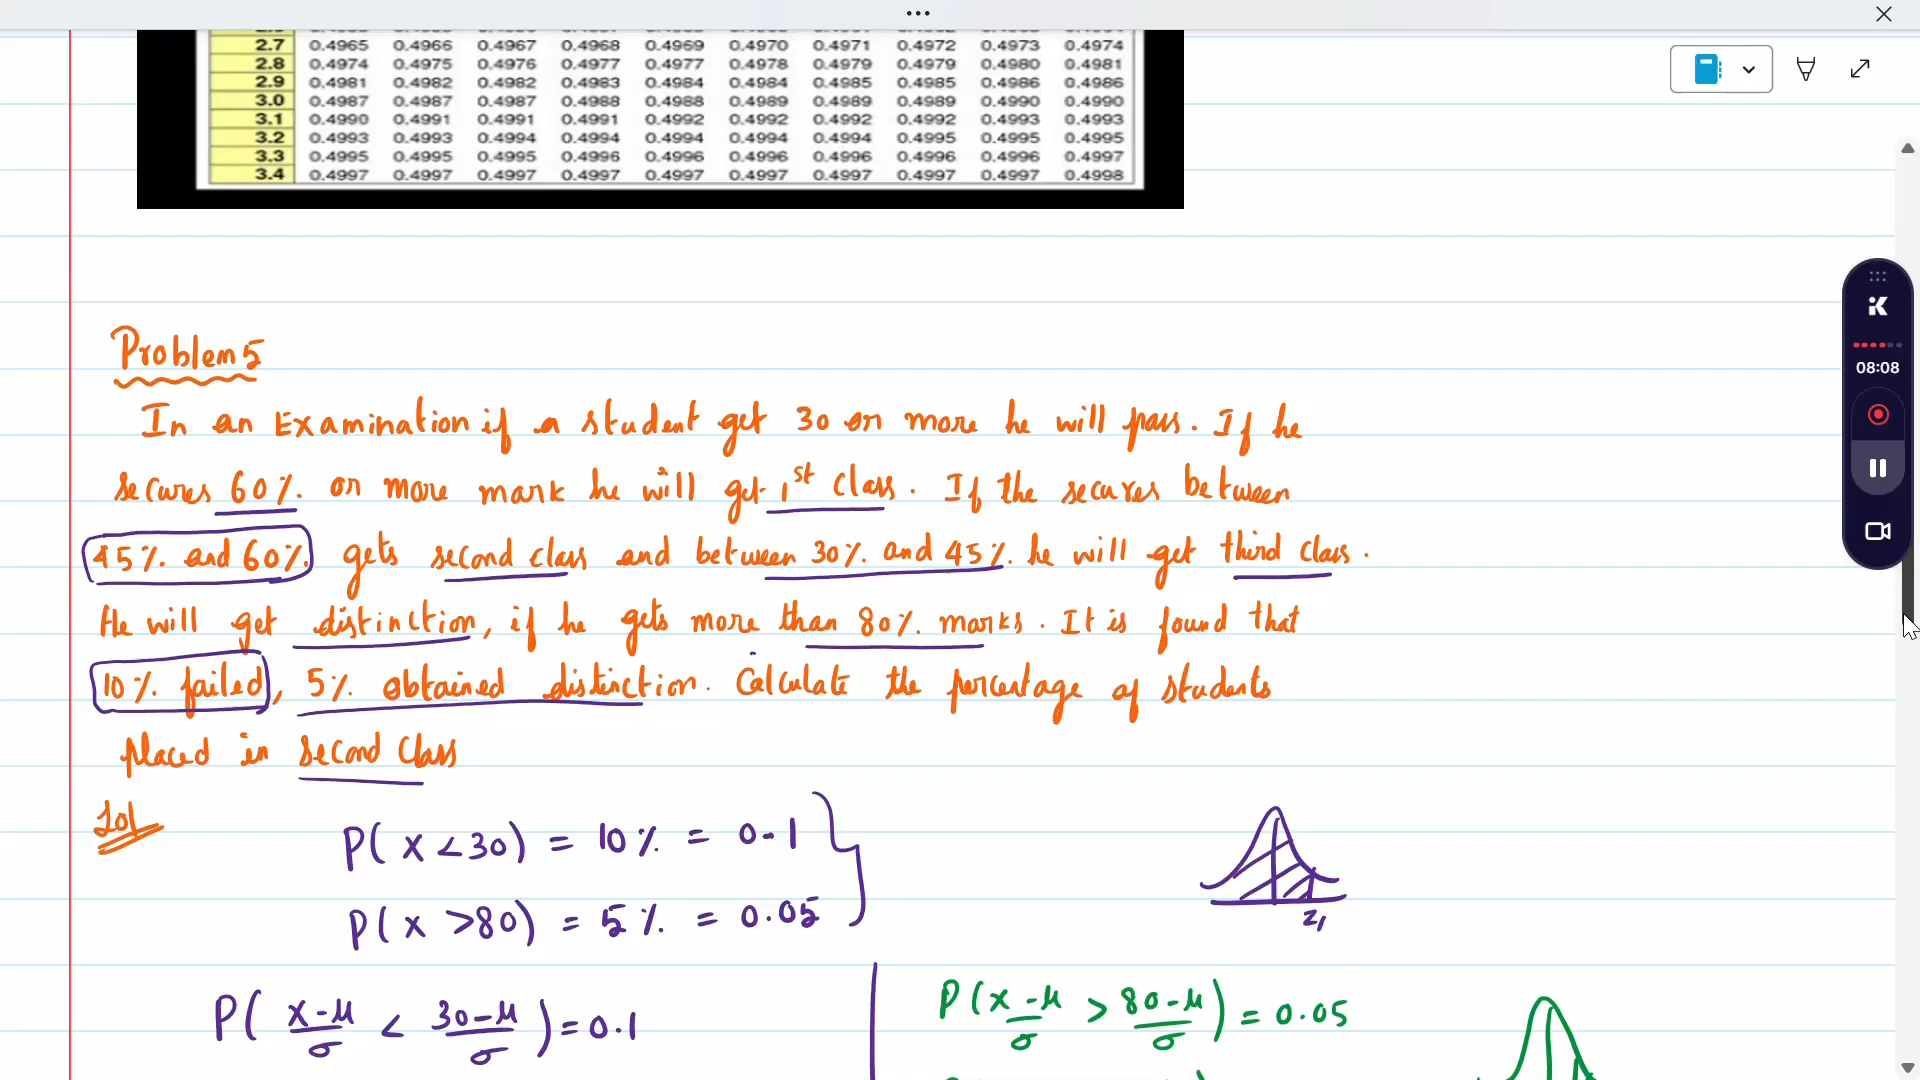 2.7 0.4965 0.4966 0.4967 0.4968 0.4969 0.4970 0.4971 0.4972 0.4973 0.4974
2.8 0.4974 0.4975 0.4976 0.4977 0.4977 0.4978 0.4979 0.4979 0.4980 0.4981
2.9 0.4981 0.4982 0.4982 0.4983 0.4984 0.4984 0.4985 0.4985 0.4986 0.4986
3.0 0.4987 0.4987 0.4987 0.4988 0.4988 0.4989 0.4989 0.4989 0.4990 0.4990
3.1 0.4990 0.4991 0.4991 0.4991 0.4992 0.4992 0.4992 0.4992 0.4993 0.4993
3.2 0.4993 0.4993 0.4994 0.4994 0.4994 0.4994 0.4994 0.4995 0.4995 0.4995
3.3 0.4995 0.4995 0.4995 0.4996 0.4996 0.4996 0.4996 0.4996 0.4996 0.4997
3.4 0.4997 0.4997 0.4997 0.4997 0.4997 0.4997 0.4997 0.4997 0.4997 0.4998
08:08
Problem 5
In an Examination if a student get 30 or more he will pass. If he
secures 60% or more mark he will get 1st class. If the secures between
45% and 60% gets second class and between 30% and 45% he will get third class.
He will get distinction, if he gets more than 80% marks. It is found that
10% failed, 5% obtained distinction. Calculate the percentage of students
placed in second class
Sol
P(x < 30) = 10% = 0.1
P(x > 80) = 5% = 0.05
z₁
P((x-μ)/σ < (30-μ)/σ) = 0.1
P((x-μ)/σ > (80-μ)/σ) = 0.05